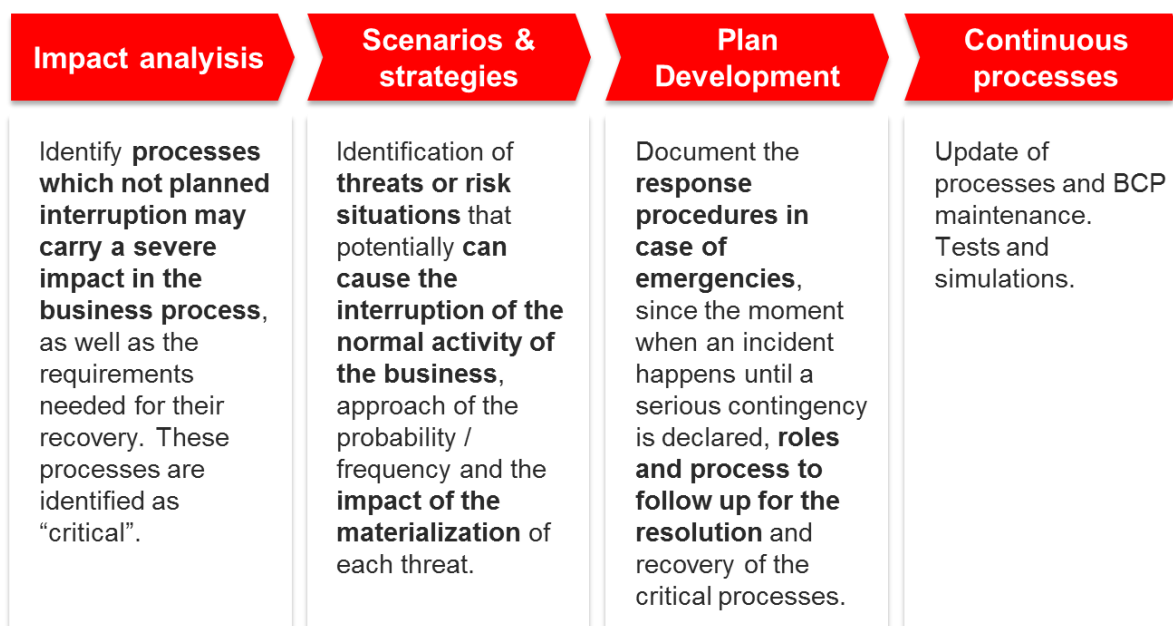 Impact analyisis
Identify processes
which not planned
interruption may
carry a severe
impact in the
business process,
as well as the
requirements
needed for their
recovery. These
processes are
identified as
“critical”.
Scenarios &
strategies
Identification of
threats or risk
situations that
potentially can
cause the
interruption of the
normal activity of
the business,
approach of the
probability /
frequency and the
impact of the
materialization of
each threat.
Plan
Development
Document the
response
procedures in
case of
emergencies,
since the moment
when an incident
happens until a
serious contingency
is declared, roles
and process to
follow up for the
resolution and
recovery of the
critical processes.
Continuous
processes
Update of
processes and BCP
maintenance.
Tests and
simulations.